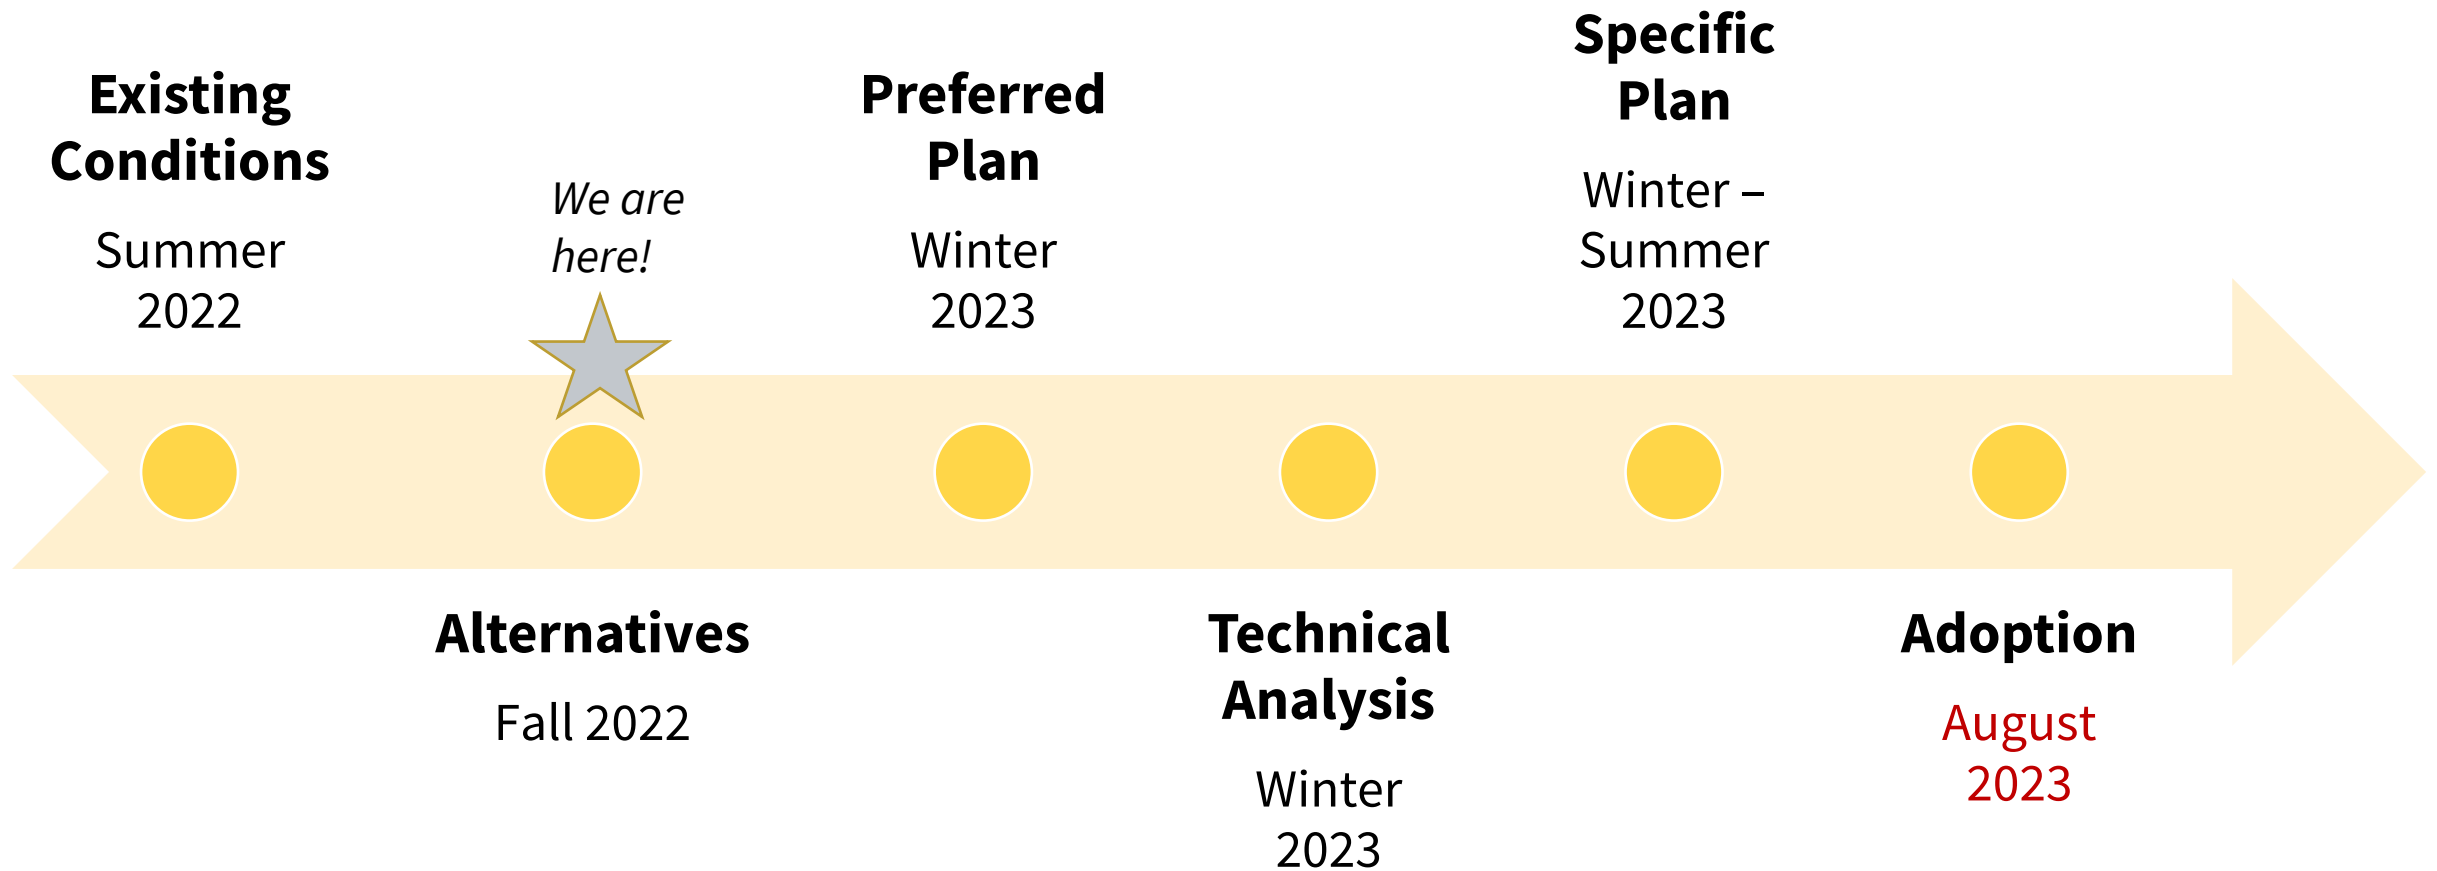 Existing
Conditions
Summer
2022
We are
here!
Alternatives
Fall 2022
Preferred
Plan
Winter
2023
Technical
Analysis
Winter
2023
Specific
Plan
Winter –
Summer
2023
Adoption
August
2023